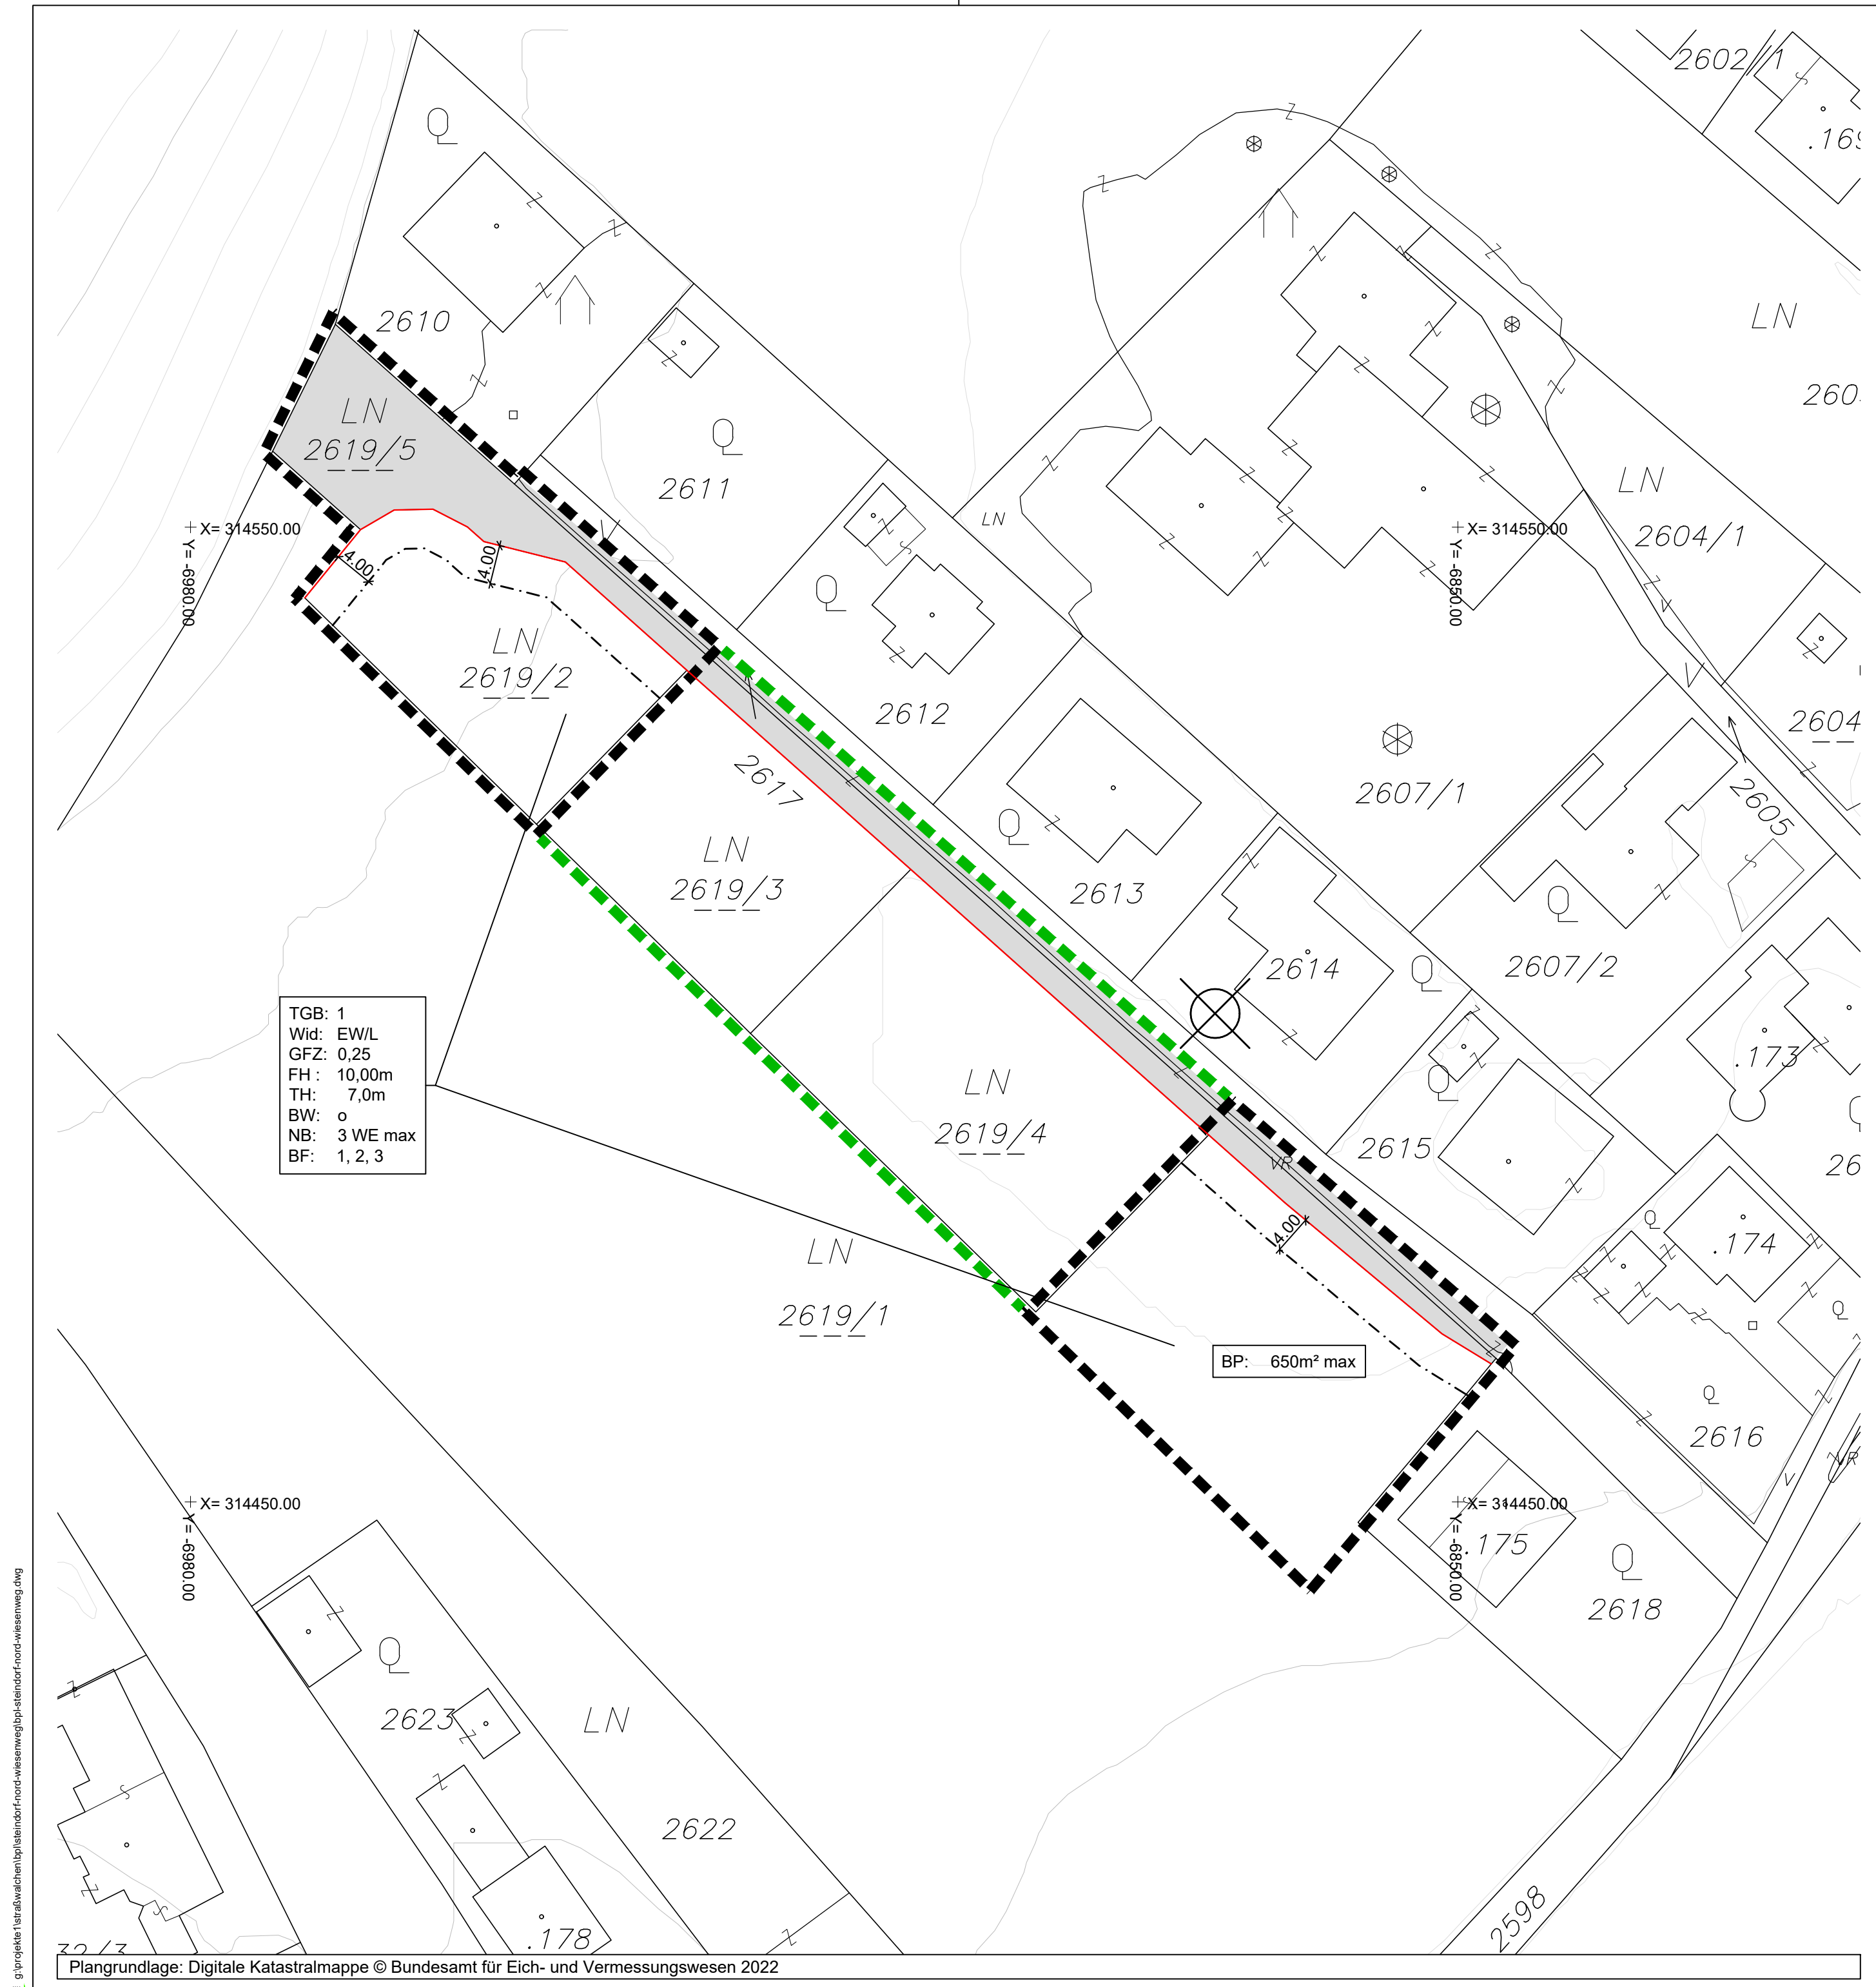 2602/1
.169
LN
2610
LN
2619/5
2611
LN
LN
2604/1
X= 314550.00
Y= -6980.00
X= 314550.00
Y= -6850.00
V
4.00
4.00
LN
2619/2
2612
V
V
2604
2617
2607/1
2605
LN
2619/3
2613
2614
2607/2
TGB: 1
Wid: EW/L
GFZ: 0,25
FH : 10,00m
TH: 7,0m
BW: o
NB: 3 WE max
BF: 1, 2, 3
.173
LN
2619/4
VR
2615
4.00
.174
LN
2619/1
BP: 650m² max
2616
V
VR
X= 314450.00
Y= -6980.00
X= 314450.00
Y= -6850.00
.175
2618
2623
LN
2622
.178
2598
32/3
Plangrundlage: Digitale Katastralmappe © Bundesamt für Eich- und Vermessungswesen 2022
g:\projekte1\straßwalchen\bpl\steindorf-nord-wiesenweg\bpl-steindorf-nord-wiesenweg.dwg